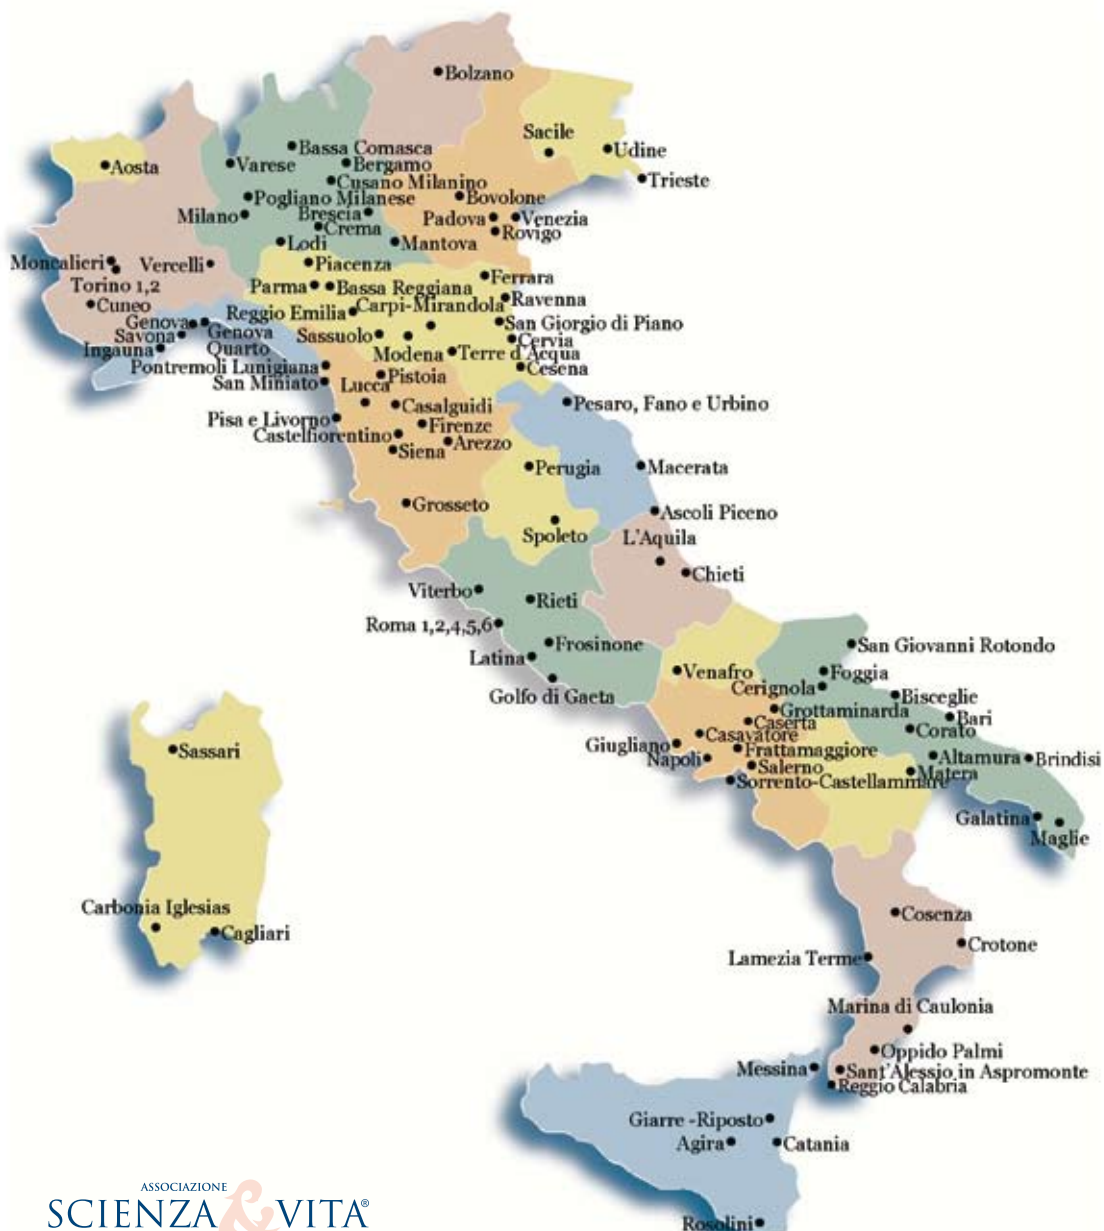 Bolzano
Sacile
Udine
Trieste
Bassa Comasca
Aosta
Varese
Bergamo
Cusano Milanino
Pogliano Milanese
Bovolone
Milano
Brescia
Padova
Venezia
Crema
Rovigo
Lodi
Mantova
Moncalieri
Vercelli
Piacenza
Torino 1,2
Parma
Bassa Reggiana
Ferrara
Cuneo
Reggio Emilia
Carpi-Mirandola
Ravenna
Genova
San Giorgio di Piano
Savona
Genova
Quarto
Sassuolo
Cervia
Ingauna
Modena
Terre d'Acqua
Pontremoli Lunigiana
Cesena
San Miniato
Lucca
Pistoia
Pesaro, Fano e Urbino
Casalguidi
Pisa e Livorno
Firenze
Castelfiorentino
Arezzo
Siena
Perugia
Macerata
Grosseto
Ascoli Piceno
Spoleto
L'Aquila
Chieti
Viterbo
Rieti
Roma 1,2,4,5,6
Frosinone
San Giovanni Rotondo
Latina
Venafro
Foggia
Golfo di Gaeta
Cerignola
Bisceglie
Grottaminarda
Bari
Caserta
Corato
Casavatore
Giugliano
Frattamaggiore
Sassari
Napoli
Altamura
Brindisi
Salerno
Matera
Sorrento-Castellammare
Galatina
Maglie
Carbonia Iglesias
Cosenza
Cagliari
Crotone
Lamezia Terme
Marina di Caulonia
Oppido Palmi
Messina
Sant'Alessio in Aspromonte
Reggio Calabria
Giarre -Riposto
Agira
Catania
ASSOCIAZIONE
SCIENZA & VITA®
Rosolini